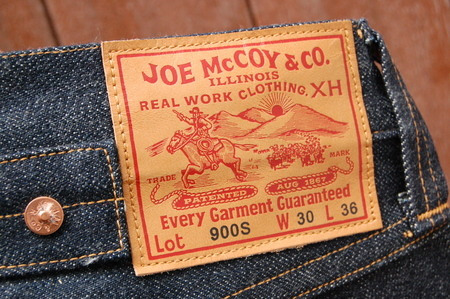 JOE McCOY & CO.
ILLINOIS
REAL WORK CLOTHING. XH
TRADE MARK
PATENTED AUG. 1867
Every Garment Guaranteed
Lot 900S W 30 L 36